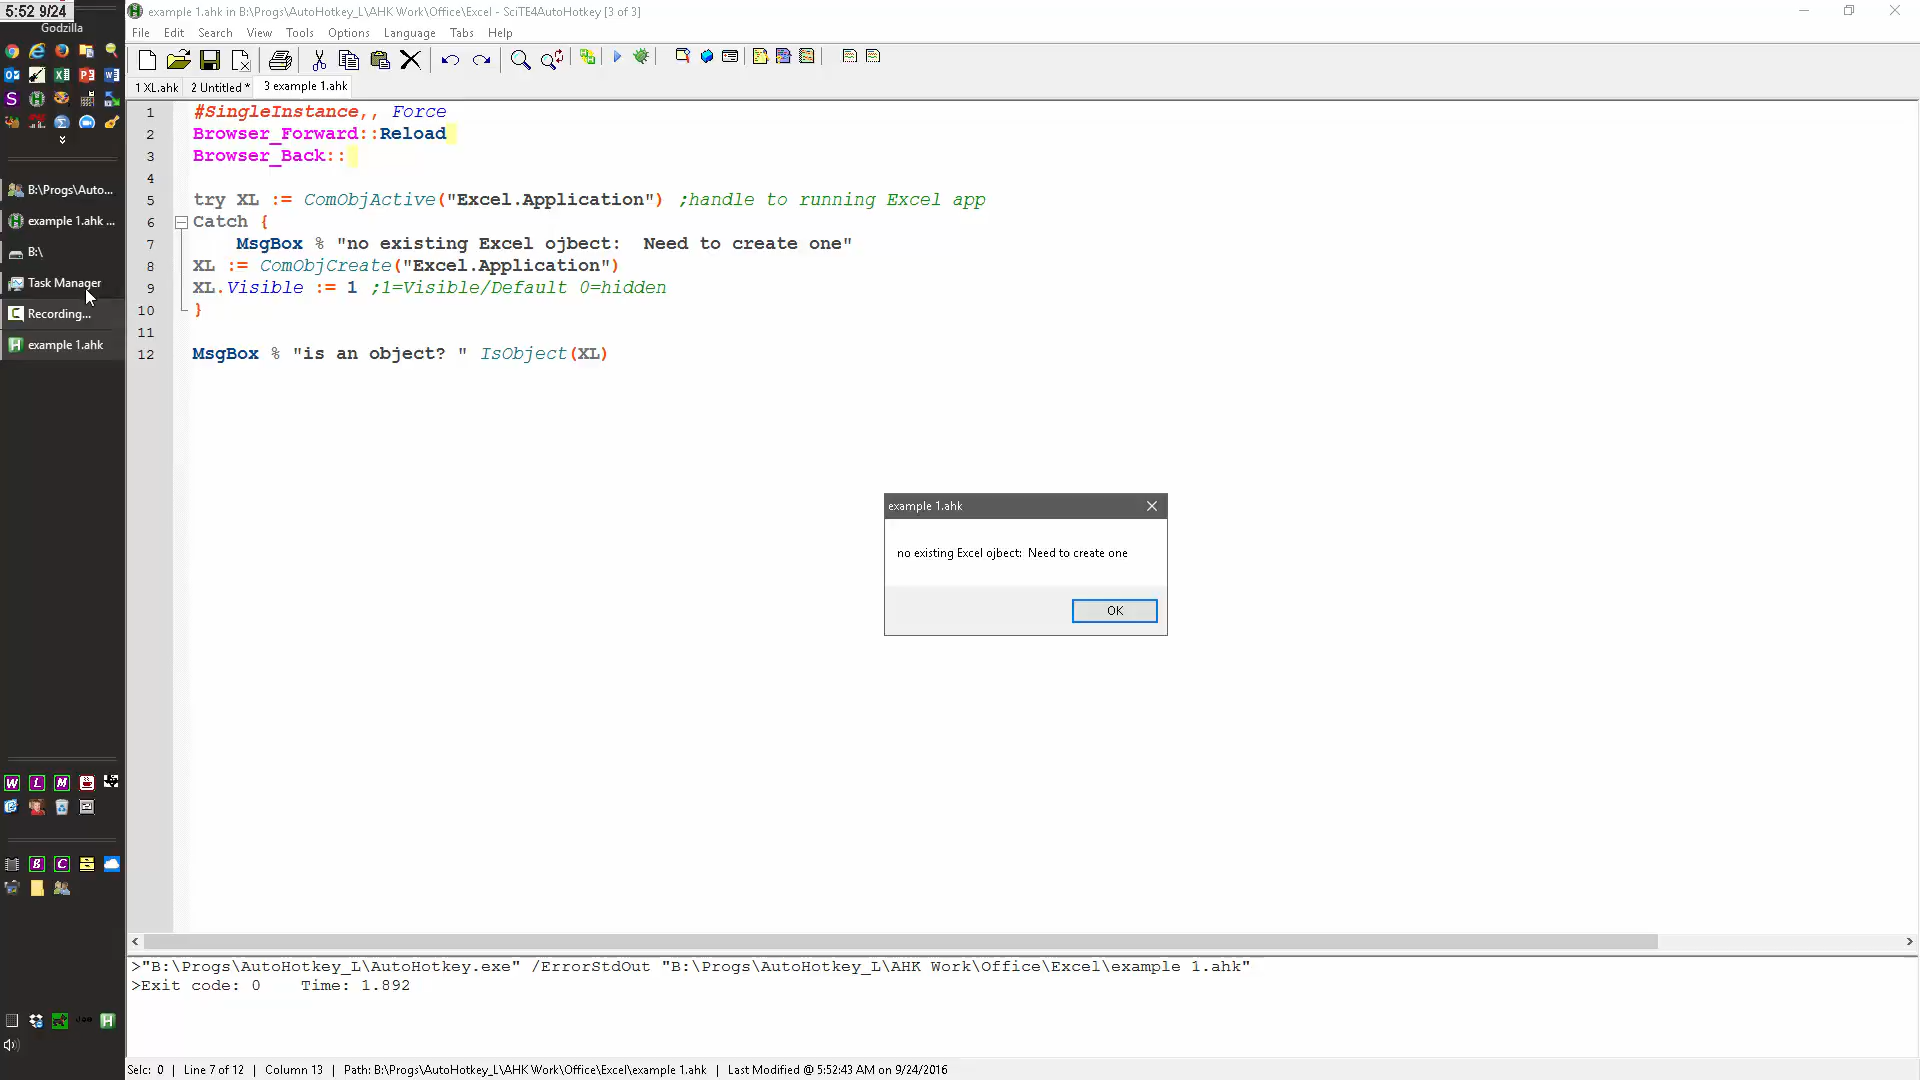 5:52 9/24
Godzilla
example 1.ahk in B:\Progs\AutoHotkey_L\AHK Work\Office\Excel - SciTE4AutoHotkey [3 of 3]
File Edit Search View Tools Options Language Tabs Help
1 XL.ahk 2 Untitled * 3 example 1.ahk
B:\Progs\Auto...
example 1.ahk ...
B:\
Task Manager
Recording...
example 1.ahk
1 #SingleInstance,, Force
2 Browser_Forward::Reload
3 Browser_Back::
4
5 try XL := ComObjActive("Excel.Application") ;handle to running Excel app
6 Catch {
7 MsgBox % "no existing Excel ojbect:  Need to create one"
8 XL := ComObjCreate("Excel.Application")
9 XL.Visible := 1 ;1=Visible/Default 0=hidden
10 }
11
12 MsgBox % "is an object? " IsObject(XL)
example 1.ahk
no existing Excel ojbect:  Need to create one
OK
>"B:\Progs\AutoHotkey_L\AutoHotkey.exe" /ErrorStdOut "B:\Progs\AutoHotkey_L\AHK Work\Office\Excel\example 1.ahk"
>Exit code: 0    Time: 1.892
Selc: 0 | Line 7 of 12 | Column 13 | Path: B:\Progs\AutoHotkey_L\AHK Work\Office\Excel\example 1.ahk | Last Modified @ 5:52:43 AM on 9/24/2016